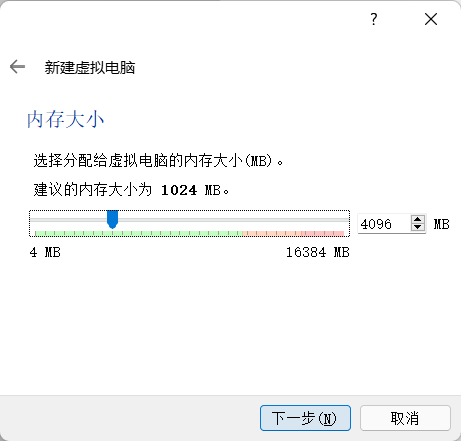 ?
新建虚拟电脑
内存大小
选择分配给虚拟电脑的内存大小(MB)。
建议的内存大小为 1024 MB。
4096 MB
4 MB 16384 MB
下一步(N) 取消